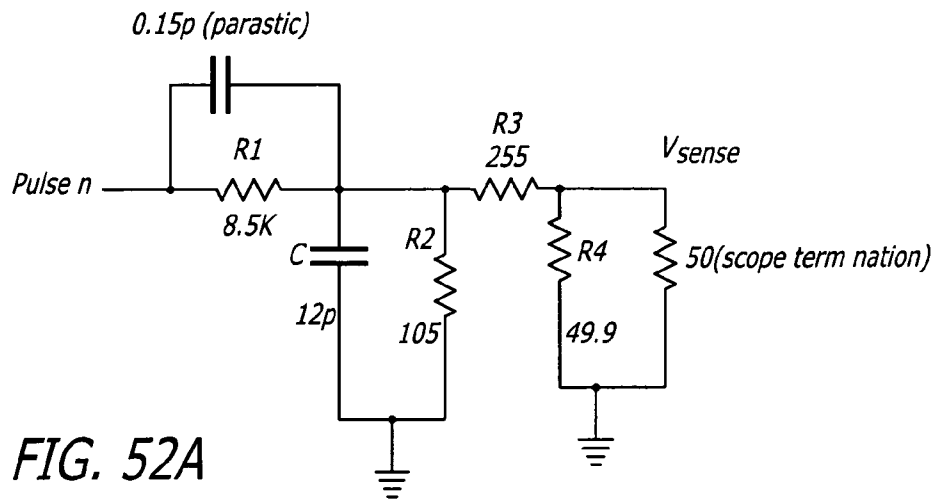 0.15p (parastic)
R1
Pulse n
8.5K
C
12p
R2
105
R3
255
R4
49.9
Vsense
50(scope term nation)
FIG. 52A